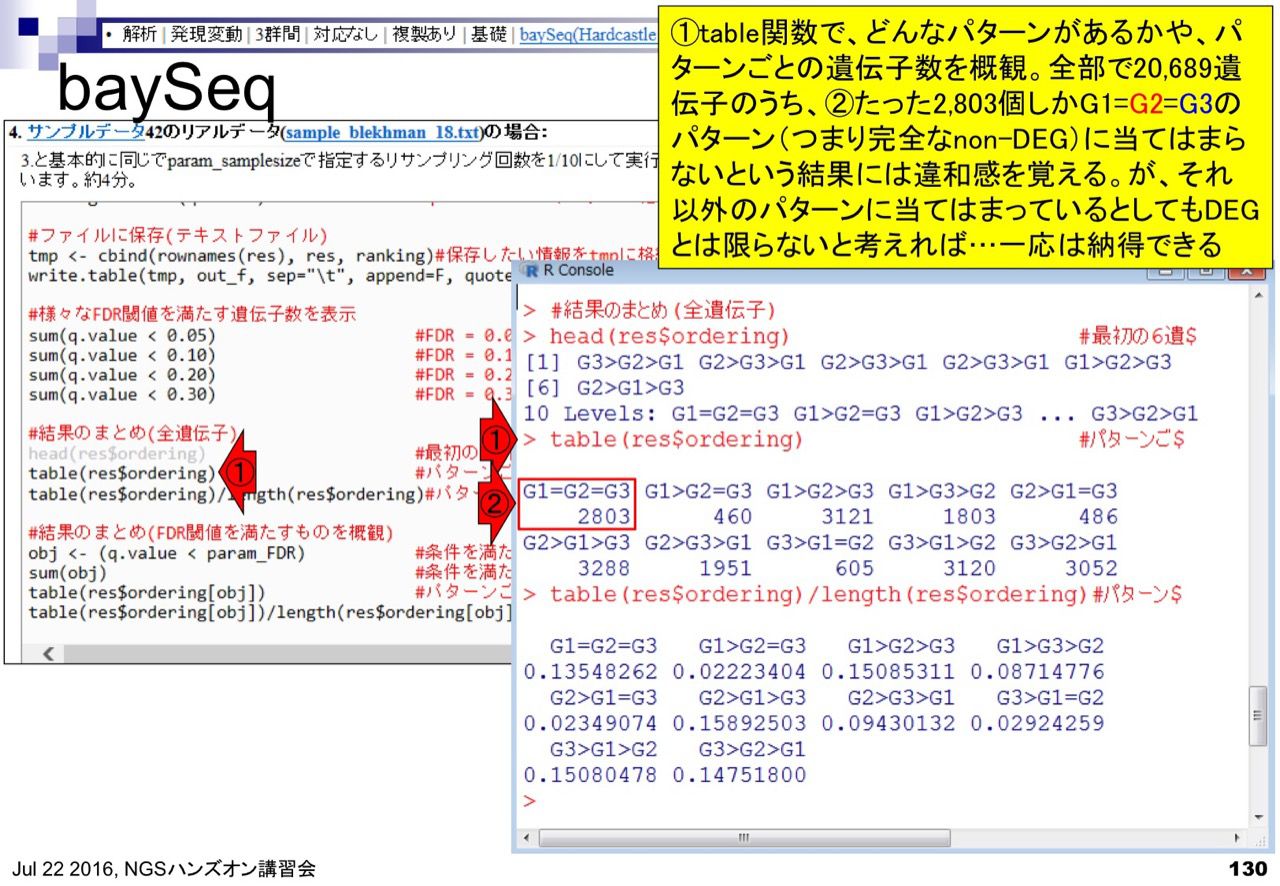 ・ 解析 | 発現変動 | 3群間 | 対応なし | 複製あり | 基礎 | baySeq(Hardcastle
baySeq
①table関数で、どんなパターンがあるかや、パ
ターンごとの遺伝子数を概観。全部で20,689遺
伝子のうち、②たった2,803個しかG1=G2=G3の
パターン（つまり完全なnon-DEG）に当てはまら
ないという結果には違和感を覚える。が、それ
以外のパターンに当てはまっているとしてもDEG
とは限らないと考えれば…一応は納得できる
4. サンプルデータ42のリアルデータ(sample_blekhman_18.txt)の場合:
3.と基本的に同じでparam_samplesizeで指定するリサンプリング回数を1/10にして実行
います。約4分。
#ファイルに保存(テキストファイル)
tmp <- cbind(rownames(res), res, ranking)#保存したい情報をtmpに格
write.table(tmp, out_f, sep="\t", append=F, quote
#様々なFDR閾値を満たす遺伝子数を表示
sum(q.value < 0.05) #FDR = 0.0
sum(q.value < 0.10) #FDR = 0.1
sum(q.value < 0.20) #FDR = 0.2
sum(q.value < 0.30) #FDR = 0.3
#結果のまとめ(全遺伝子)
head(res$ordering) #最初の
table(res$ordering) ① #パターン
table(res$ordering)/length(res$ordering)#パタ
#結果のまとめ(FDR閾値を満たすものを概観)
obj <- (q.value < param_FDR) #条件を満た
sum(obj) #条件を満た
table(res$ordering[obj]) #パターンご
table(res$ordering[obj])/length(res$ordering[obj]
R Console
> #結果のまとめ(全遺伝子)
> head(res$ordering) #最初の6遺$
[1] G3>G2>G1 G2>G3>G1 G2>G3>G1 G2>G3>G1 G1>G2>G3
[6] G2>G1>G3
10 Levels: G1=G2=G3 G1>G2=G3 G1>G2>G3 ... G3>G2>G1
① > table(res$ordering) #パターンご$
② G1=G2=G3 G1>G2=G3 G1>G2>G3 G1>G3>G2 G2>G1=G3
2803 460 3121 1803 486
G2>G1>G3 G2>G3>G1 G3>G1=G2 G3>G1>G2 G3>G2>G1
3288 1951 605 3120 3052
> table(res$ordering)/length(res$ordering)#パターン$
G1=G2=G3 G1>G2=G3 G1>G2>G3 G1>G3>G2
0.13548262 0.02223404 0.15085311 0.08714776
G2>G1=G3 G2>G1>G3 G2>G3>G1 G3>G1=G2
0.02349074 0.15892503 0.09430132 0.02924259
G3>G1>G2 G3>G2>G1
0.15080478 0.14751800
>
Jul 22 2016, NGSハンズオン講習会
130